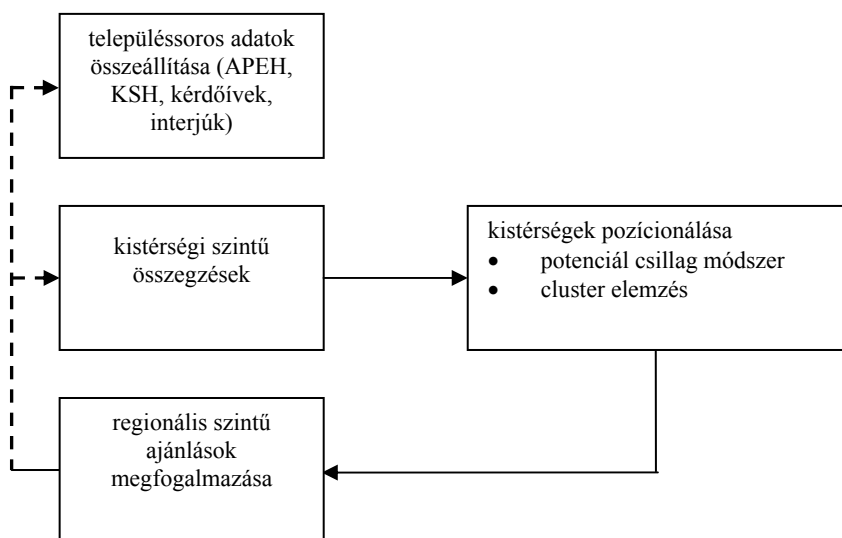 településsoros adatok
összeállítása (APEH,
KSH, kérdőívek,
interjúk)
kistérségi szintű
összegzések
kistérségek pozícionálása
• potenciál csillag módszer
• cluster elemzés
regionális szintű
ajánlások
megfogalmazása